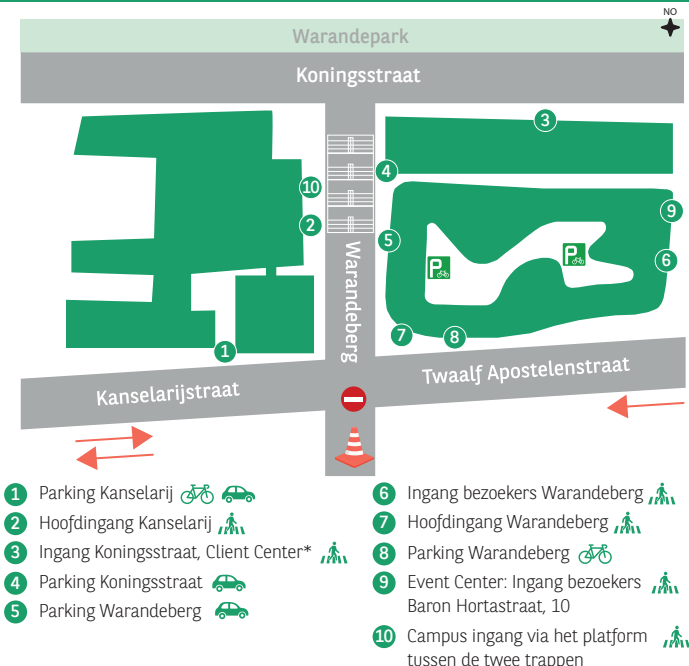 NO
Warandepark
Koningsstraat
3
4
10
9
2
5
Warandeberg
P
P
6
7
8
1
Kanselarijstraat
Twaalf Apostelenstraat
1 Parking Kanselarij
2 Hoofdingang Kanselarij
3 Ingang Koningsstraat, Client Center*
4 Parking Koningsstraat
5 Parking Warandeberg
6 Ingang bezoekers Warandeberg
7 Hoofdingang Warandeberg
8 Parking Warandeberg
9 Event Center: Ingang bezoekers
Baron Hortastraat, 10
10 Campus ingang via het platform
tussen de twee trappen